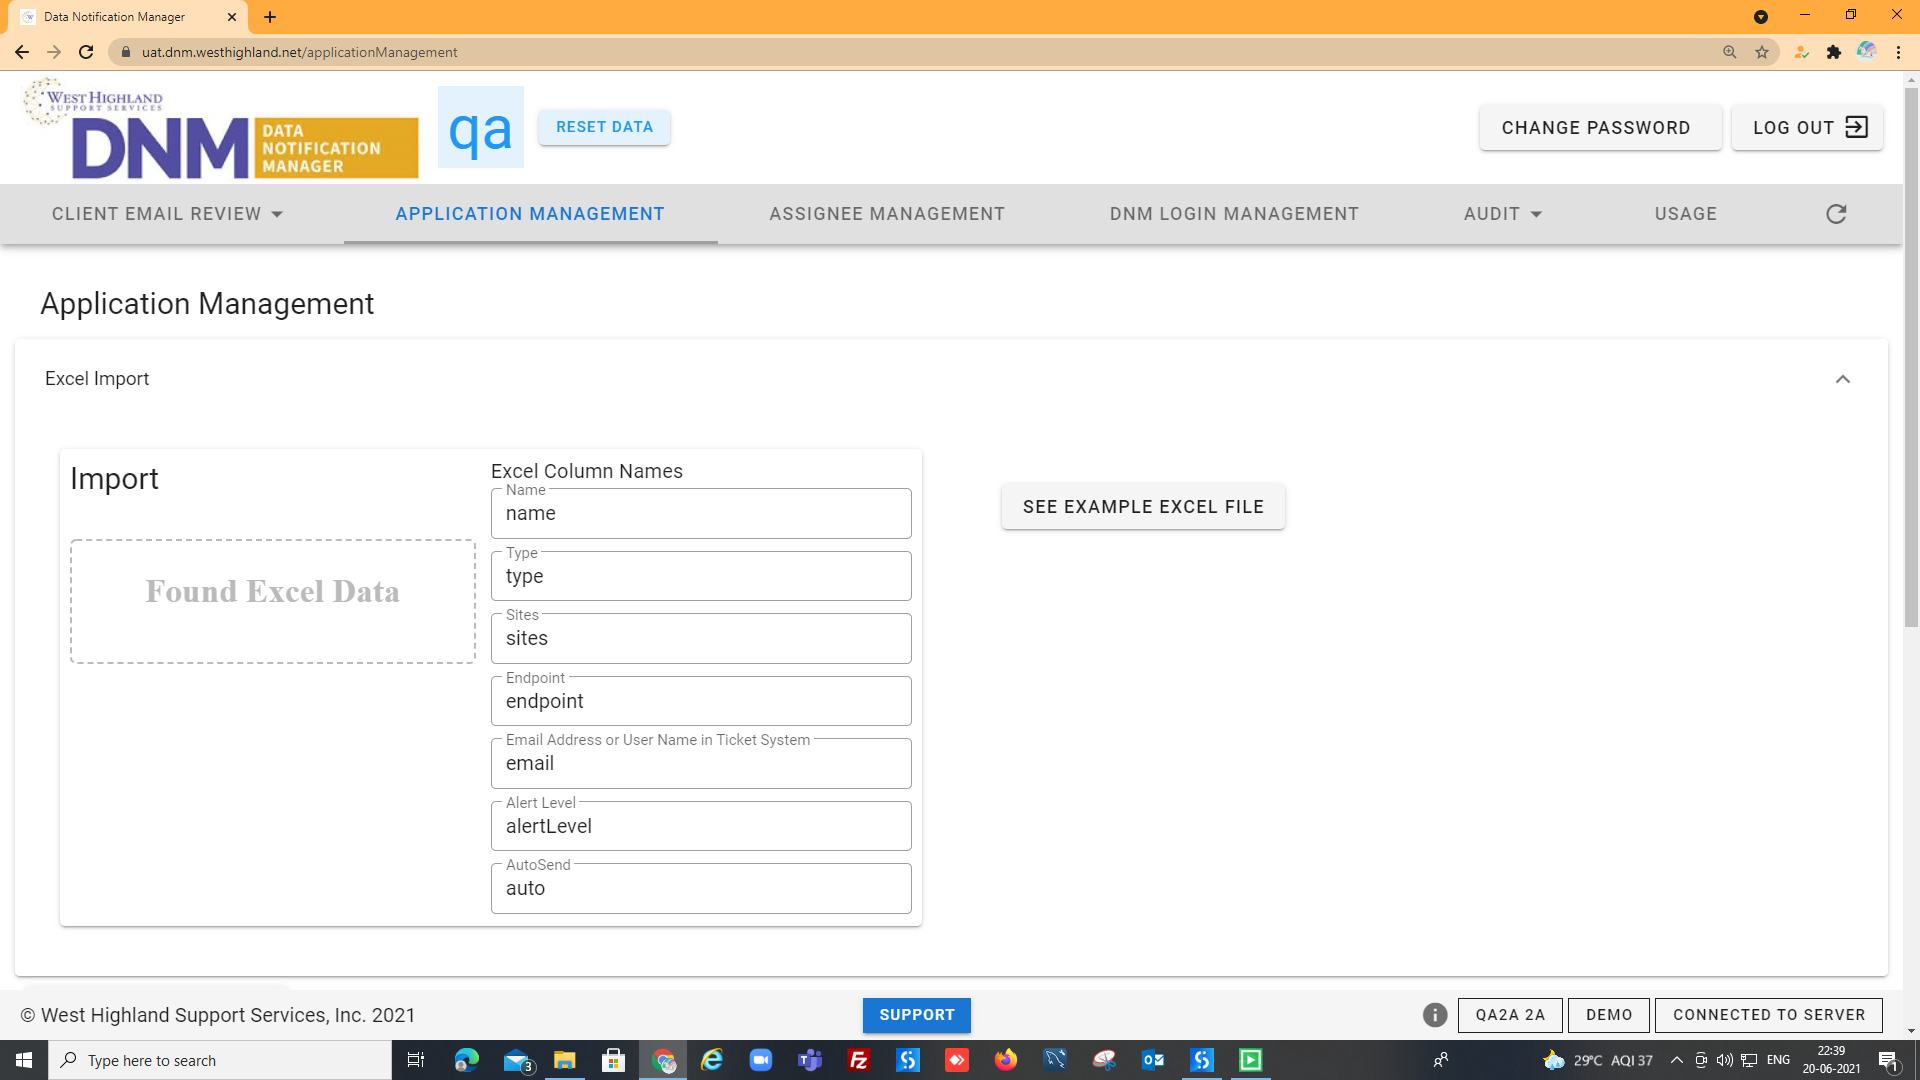 Data Notification Manager
uat.dnm.westhighland.net/applicationManagement
WEST HIGHLAND
SUPPORT SERVICES
DNM DATA
NOTIFICATION
MANAGER
qa
RESET DATA
CHANGE PASSWORD
LOG OUT
CLIENT EMAIL REVIEW
APPLICATION MANAGEMENT
ASSIGNEE MANAGEMENT
DNM LOGIN MANAGEMENT
AUDIT
USAGE
Application Management
Excel Import
Import
Found Excel Data
Excel Column Names
Name
name
Type
type
Sites
sites
Endpoint
endpoint
Email Address or User Name in Ticket System
email
Alert Level
alertLevel
AutoSend
auto
SEE EXAMPLE EXCEL FILE
© West Highland Support Services, Inc. 2021
SUPPORT
QA2A 2A
DEMO
CONNECTED TO SERVER
Type here to search
3
29°C AQI 37
ENG
22:39
20-06-2021
1